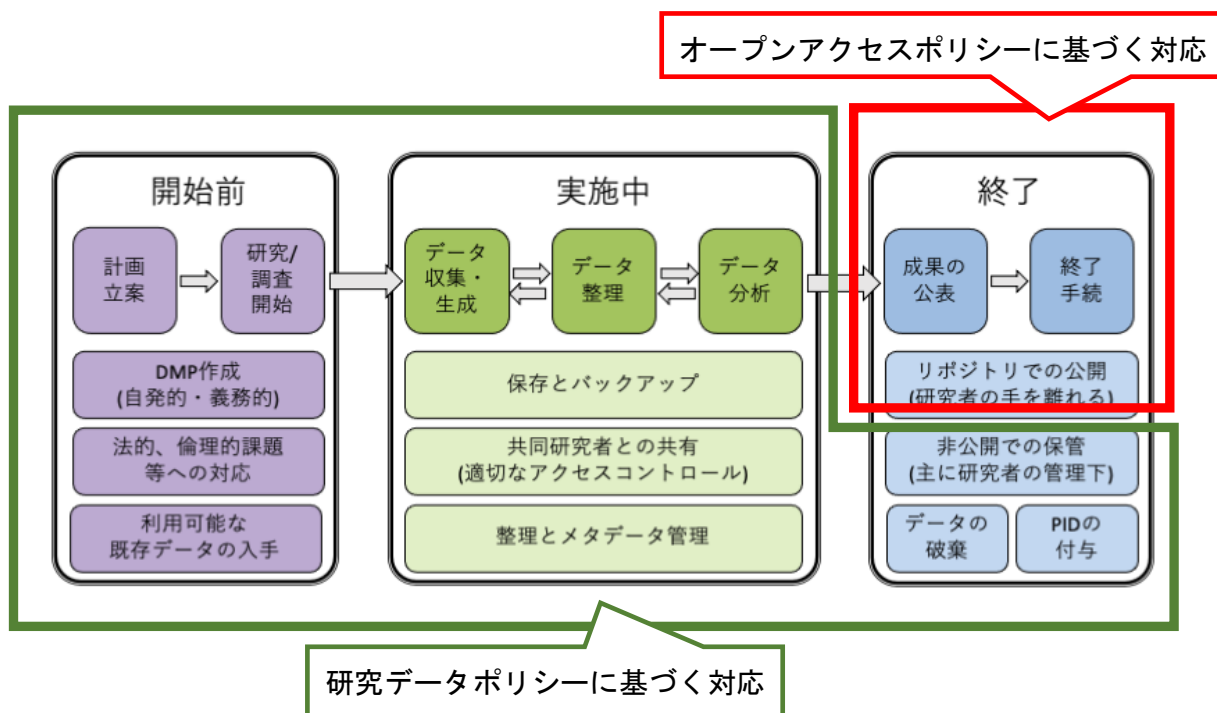 オープンアクセスポリシーに基づく対応
開始前
計画
立案
研究/
調査
開始
DMP作成
(自発的・義務的)
法的、倫理的課題
等への対応
利用可能な
既存データの入手
実施中
データ
収集・
生成
データ
整理
データ
分析
保存とバックアップ
共同研究者との共有
(適切なアクセスコントロール)
整理とメタデータ管理
終了
成果の
公表
終了
手続
リポジトリでの公開
(研究者の手を離れる)
非公開での保管
(主に研究者の管理下)
データの
破棄
PIDの
付与
研究データポリシーに基づく対応